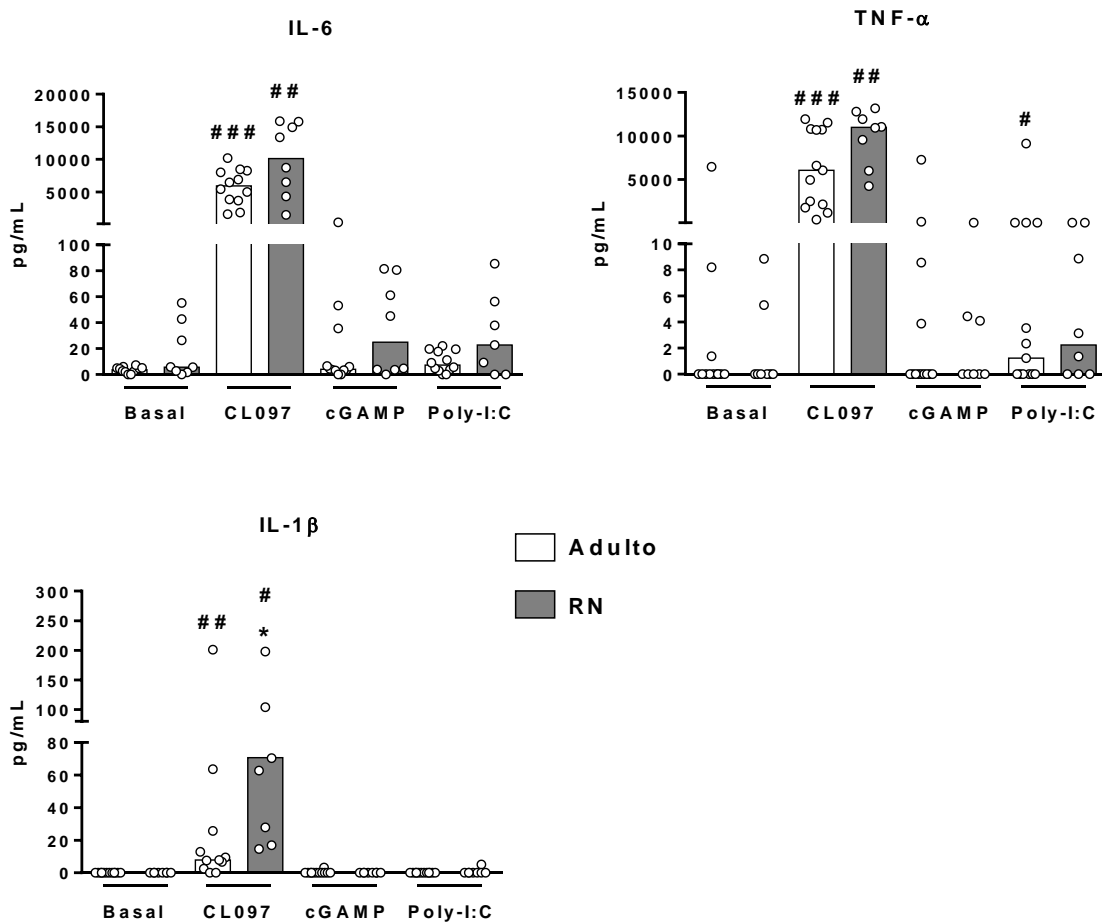 IL-6
pg/mL
20000
15000
10000
5000
100
80
60
40
20
0
###
##
Basal
CL097
cGAMP
Poly-I:C
TNF-α
pg/mL
15000
10000
5000
10
8
6
4
2
0
###
##
#
Basal
CL097
cGAMP
Poly-I:C
IL-1β
pg/mL
300
250
200
150
100
80
60
40
20
0
##
#
*
Basal
CL097
cGAMP
Poly-I:C
Adulto
RN